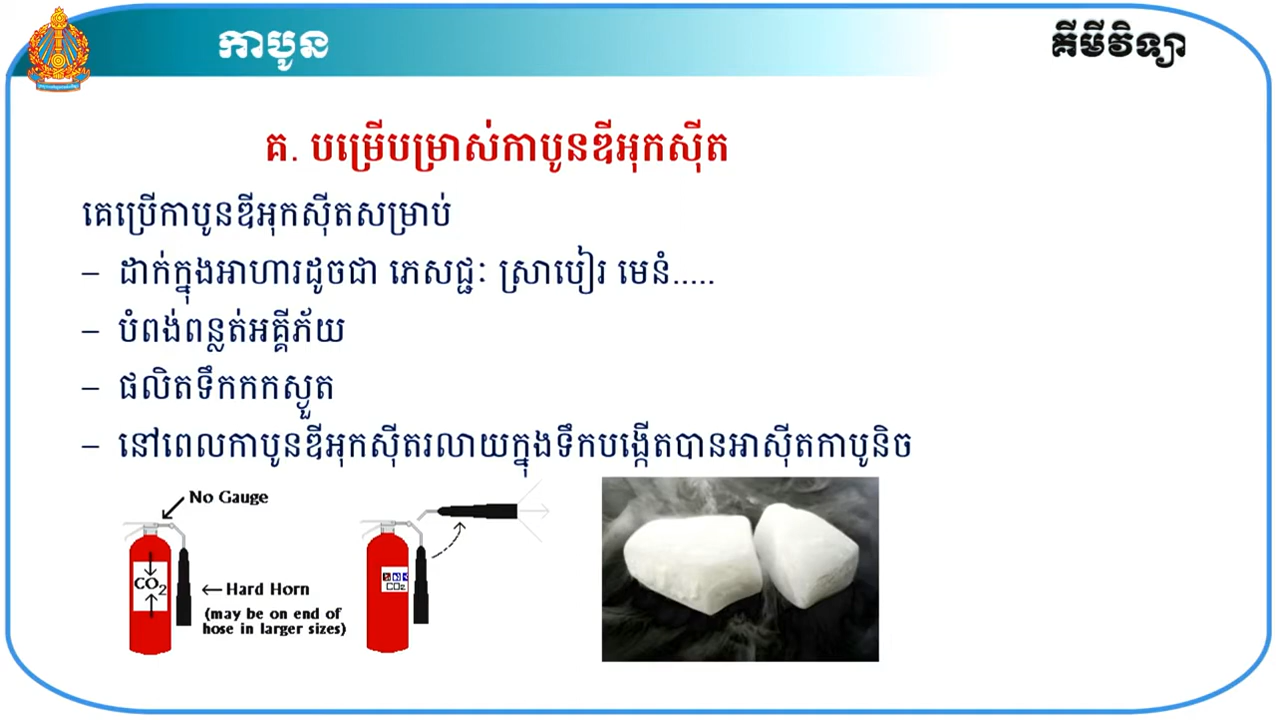 កាបូន
គីមីវិទ្យា
គ. បម្រើបម្រាស់កាបូនឌីអុកស៊ីត
គេប្រើកាបូនឌីអុកស៊ីតសម្រាប់
– ដាក់ក្នុងអាហារដូចជា ភេសជ្ជៈ ស្រាបៀរ មេនំ.....
– បំពង់ពន្លត់អគ្គីភ័យ
– ផលិតទឹកកកស្ងួត
– នៅពេលកាបូនឌីអុកស៊ីតរលាយក្នុងទឹកបង្កើតបានអាស៊ីតកាបូនិច
No Gauge
CO2
CO2
Hard Horn
(may be on end of
hose in larger sizes)